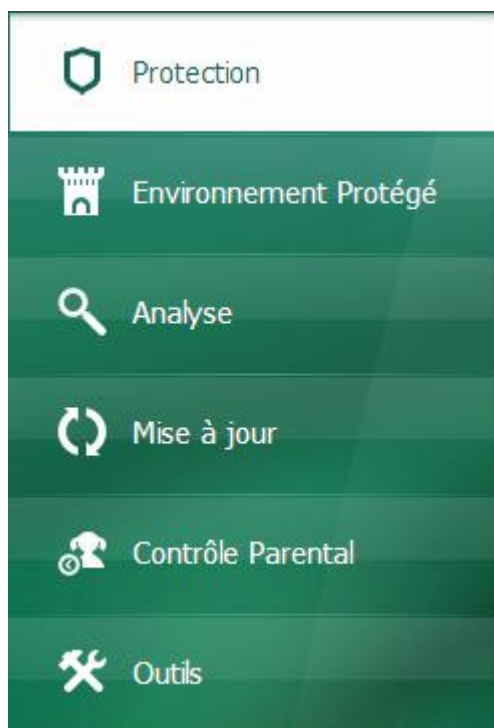 Protection
Environnement Protégé
Analyse
Mise à jour
Contrôle Parental
Outils